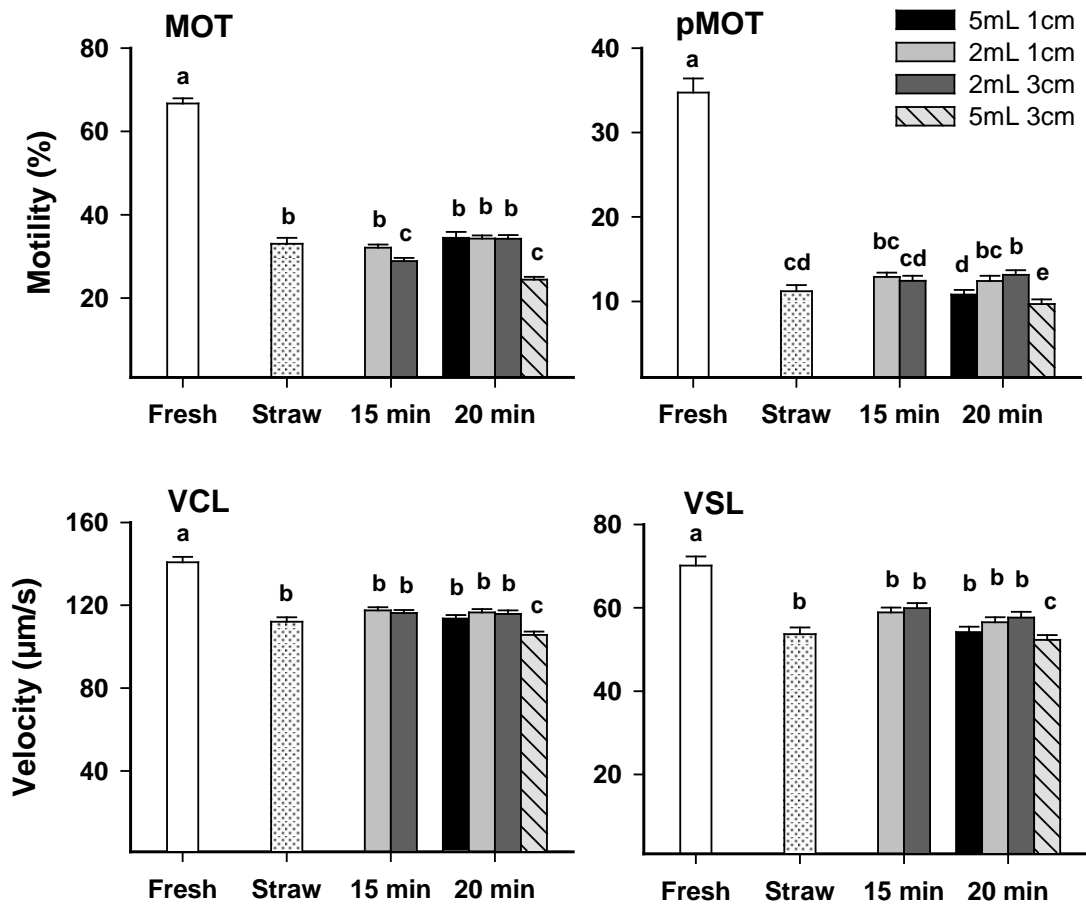 MOT
pMOT
5mL 1cm
2mL 1cm
2mL 3cm
5mL 3cm
Motility (%)
80
60
40
20
a
b
b
c
b
b
b
c
Fresh
Straw
15 min
20 min
40
30
20
10
a
cd
bc
cd
d
bc
b
e
Fresh
Straw
15 min
20 min
VCL
Velocity (µm/s)
160
120
80
40
a
b
b
b
b
b
b
c
Fresh
Straw
15 min
20 min
VSL
80
60
40
20
a
b
b
b
b
b
b
c
Fresh
Straw
15 min
20 min